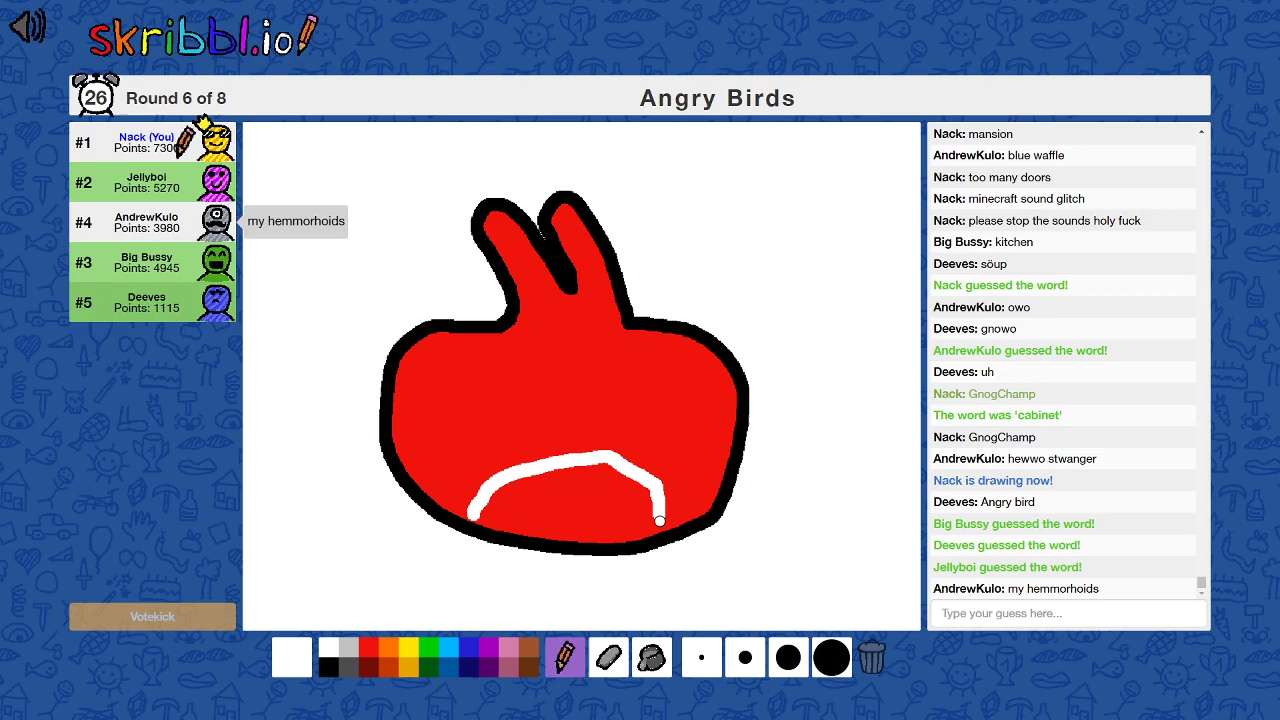 skribbl.io
26
Round 6 of 8
Angry Birds
#1
Nack (You)
Points: 7300
#2
Jellyboi
Points: 5270
#4
AndrewKulo
Points: 3980
my hemmorhoids
#3
Big Bussy
Points: 4945
#5
Deeves
Points: 1115
Votekick
Nack: mansion
AndrewKulo: blue waffle
Nack: too many doors
Nack: minecraft sound glitch
Nack: please stop the sounds holy fuck
Big Bussy: kitchen
Deeves: söup
Nack guessed the word!
AndrewKulo: owo
Deeves: gnowo
AndrewKulo guessed the word!
Deeves: uh
Nack: GnogChamp
The word was 'cabinet'
Nack: GnogChamp
AndrewKulo: hewwo stwanger
Nack is drawing now!
Deeves: Angry bird
Big Bussy guessed the word!
Deeves guessed the word!
Jellyboi guessed the word!
AndrewKulo: my hemmorhoids
Type your guess here...